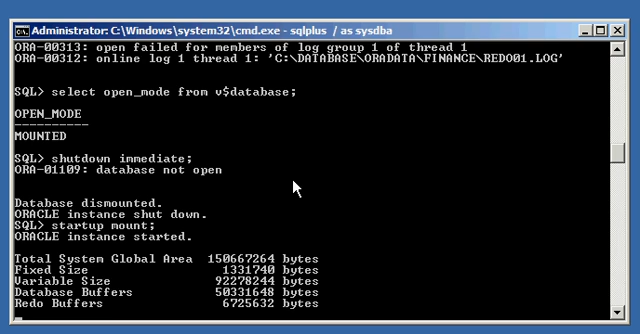 Administrator: C:\Windows\system32\cmd.exe - sqlplus / as sysdba
ORA-00313: open failed for members of log group 1 of thread 1
ORA-00312: online log 1 thread 1: 'C:\DATABASE\ORADATA\FINANCE\REDO01.LOG'
SQL> select open_mode from v$database;
OPEN_MODE
----------
MOUNTED
SQL> shutdown immediate;
ORA-01109: database not open
Database dismounted.
ORACLE instance shut down.
SQL> startup mount;
ORACLE instance started.
Total System Global Area  150667264 bytes
Fixed Size                  1331740 bytes
Variable Size              92278244 bytes
Database Buffers           50331648 bytes
Redo Buffers                6725632 bytes